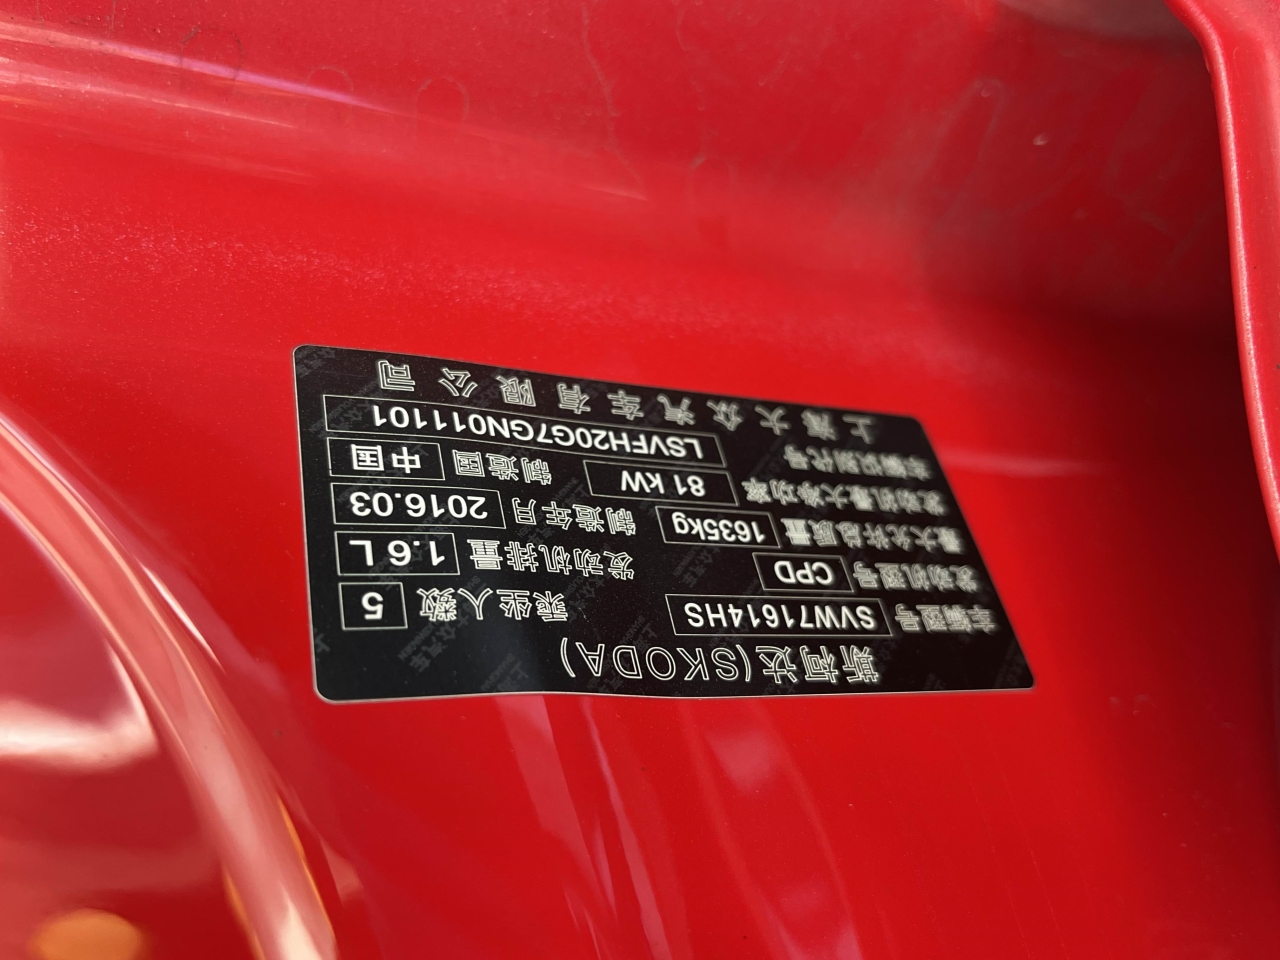 斯柯达(SKODA)
车辆型号 SVW71614HS 乘坐人数 5
发动机型号 CPD 发动机排量 1.6 L
最大允许总质量 1635kg 制造年月 2016.03
发动机最大净功率 81 kW 制造国 中国
车辆识别代号 LSVFH20G7GN011101
上海大众汽车有限公司